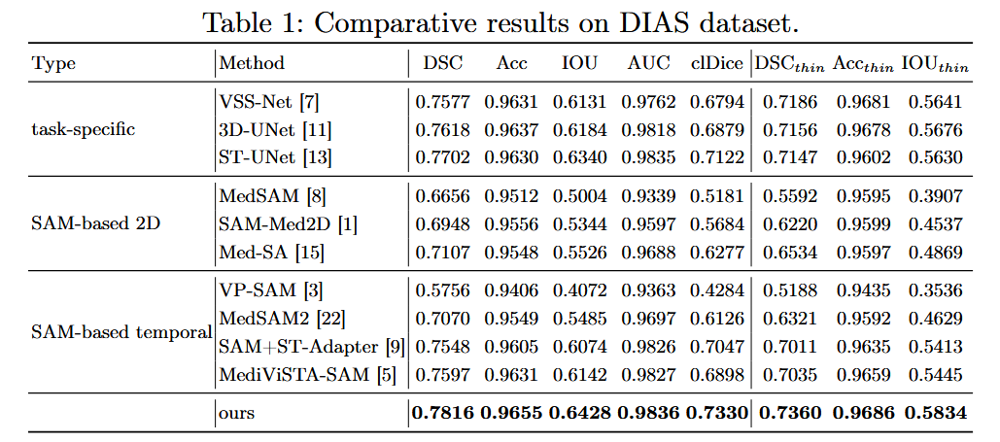 Table 1: Comparative results on DIAS dataset.
Type Method DSC Acc IOU AUC clDice DSCthin Accthin IOUthin
VSS-Net [7] 0.7577 0.9631 0.6131 0.9762 0.6794 0.7186 0.9681 0.5641
task-specific 3D-UNet [11] 0.7618 0.9637 0.6184 0.9818 0.6879 0.7156 0.9678 0.5676
ST-UNet [13] 0.7702 0.9630 0.6340 0.9835 0.7122 0.7147 0.9602 0.5630
MedSAM [8] 0.6656 0.9512 0.5004 0.9339 0.5181 0.5592 0.9595 0.3907
SAM-based 2D SAM-Med2D [1] 0.6948 0.9556 0.5344 0.9597 0.5684 0.6220 0.9599 0.4537
Med-SA [15] 0.7107 0.9548 0.5526 0.9688 0.6277 0.6534 0.9597 0.4869
VP-SAM [3] 0.5756 0.9406 0.4072 0.9363 0.4284 0.5188 0.9435 0.3536
MedSAM2 [22] 0.7070 0.9549 0.5485 0.9697 0.6126 0.6321 0.9592 0.4629
SAM-based temporal
SAM+ST-Adapter [9] 0.7548 0.9605 0.6074 0.9826 0.7047 0.7011 0.9635 0.5413
MediViSTA-SAM [5] 0.7597 0.9631 0.6142 0.9827 0.6898 0.7035 0.9659 0.5445
ours 0.7816 0.9655 0.6428 0.9836 0.7330 0.7360 0.9686 0.5834